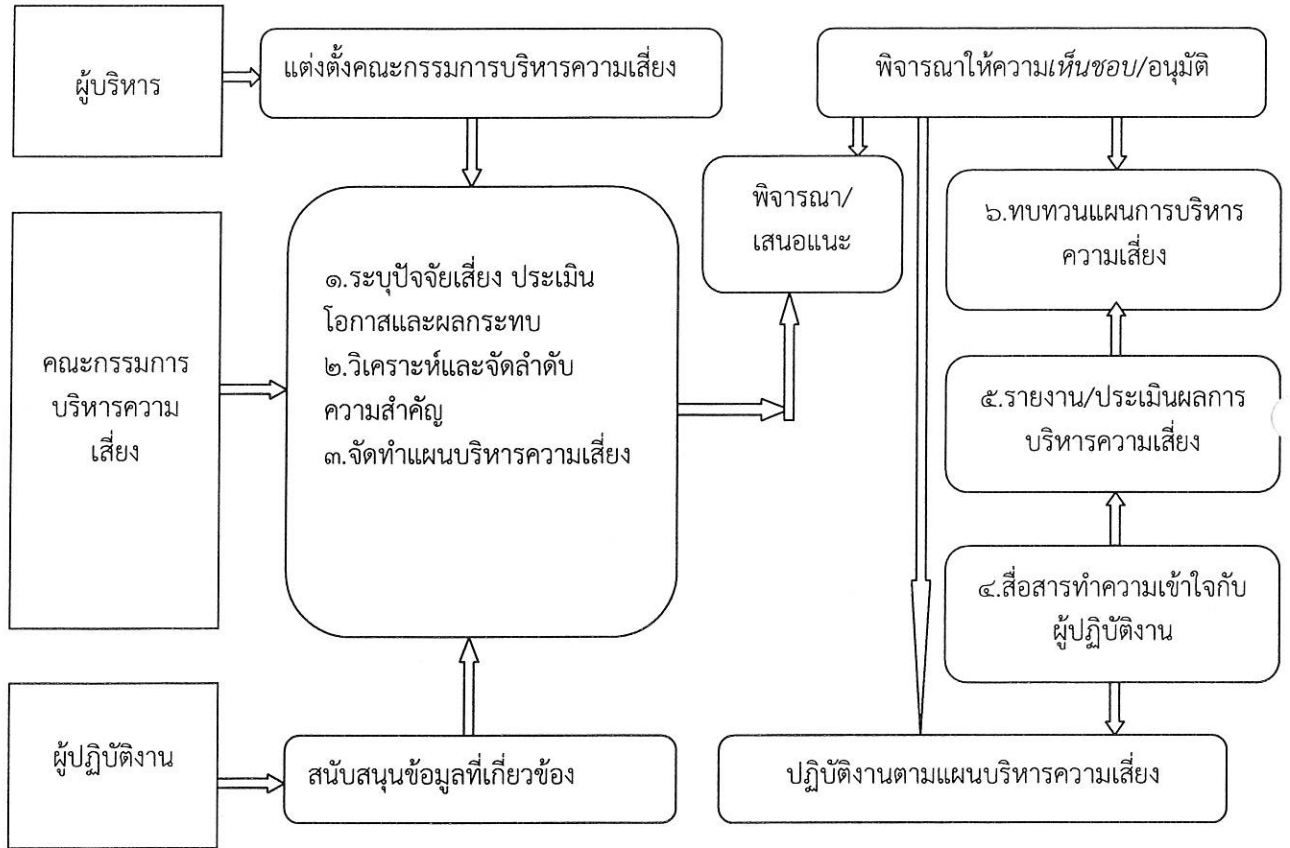 ผู้บริหาร
แต่งตั้งคณะกรรมการบริหารความเสี่ยง
พิจารณาให้ความเห็นชอบ/อนุมัติ
พิจารณา/
เสนอแนะ
๖.ทบทวนแผนการบริหาร
ความเสี่ยง
คณะกรรมการ
บริหารความ
เสี่ยง
๑.ระบุปัจจัยเสี่ยง ประเมิน
โอกาสและผลกระทบ
๒.วิเคราะห์และจัดลำดับ
ความสำคัญ
๓.จัดทำแผนบริหารความเสี่ยง
๕.รายงาน/ประเมินผลการ
บริหารความเสี่ยง
๔.สื่อสารทำความเข้าใจกับ
ผู้ปฏิบัติงาน
ผู้ปฏิบัติงาน
สนับสนุนข้อมูลที่เกี่ยวข้อง
ปฏิบัติงานตามแผนบริหารความเสี่ยง